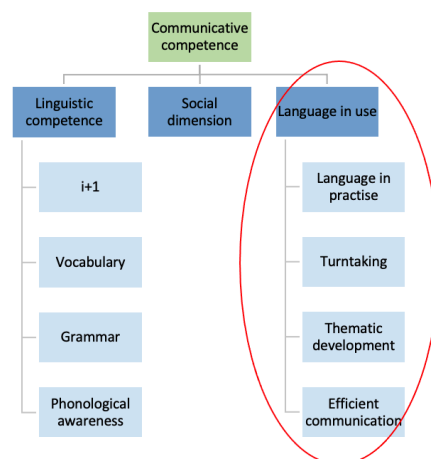 Communicative
competence
Linguistic
competence
Social
dimension
Language in use
i+1
Language in
practise
Vocabulary
Turntaking
Grammar
Thematic
development
Phonological
awareness
Efficient
communication